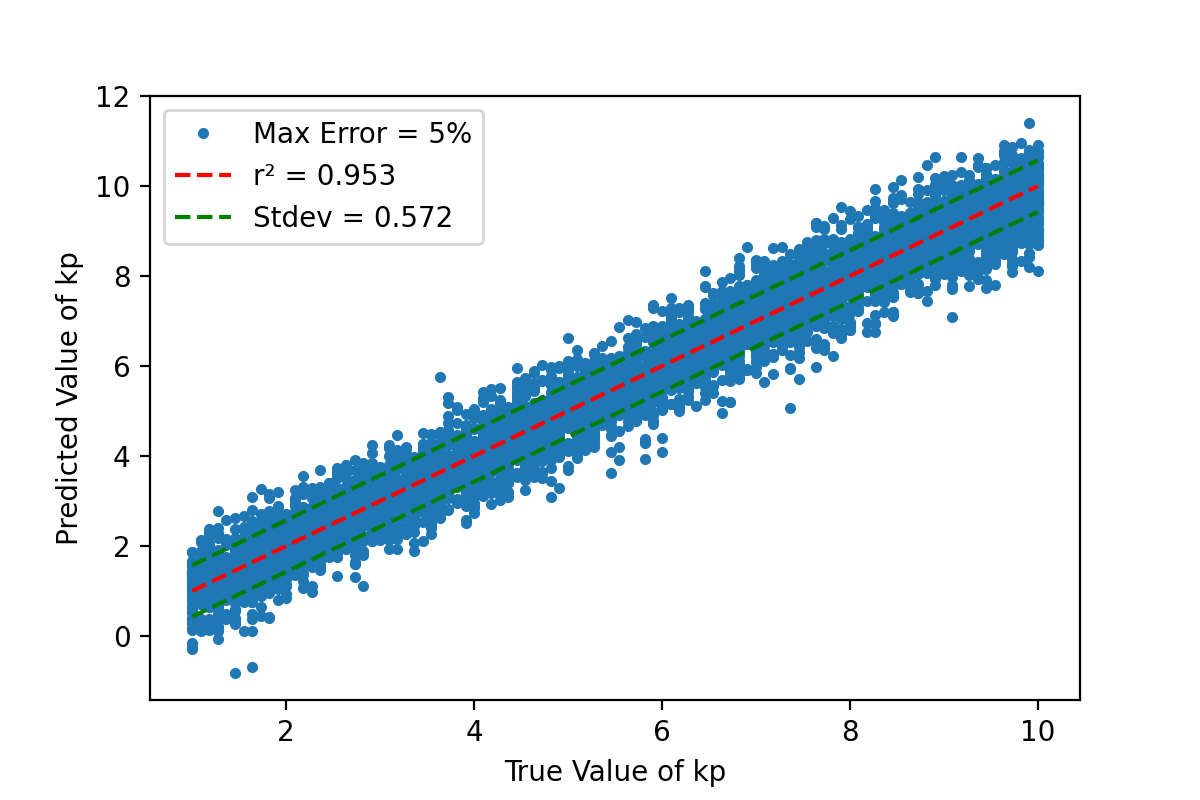 12
10
8
6
4
2
0
Predicted Value of kp
Max Error = 5%
r² = 0.953
Stdev = 0.572
2 4 6 8 10
True Value of kp